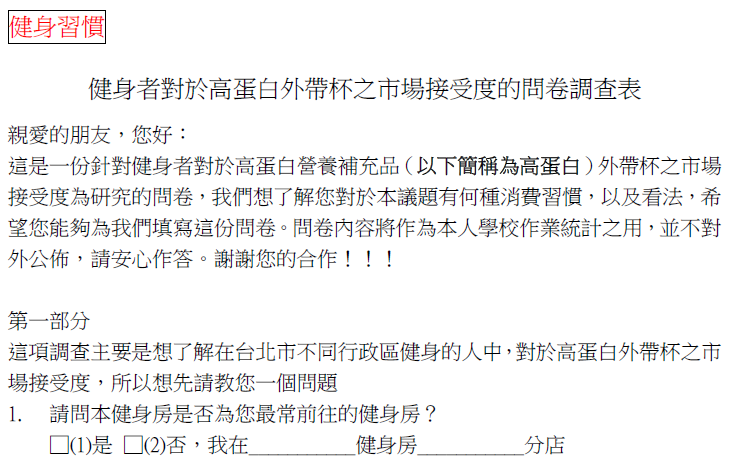 健身習慣
健身者對於高蛋白外帶杯之市場接受度的問卷調查表
親愛的朋友，您好：
這是一份針對健身者對於高蛋白營養補充品（以下簡稱為高蛋白）外帶杯之市場
接受度為研究的問卷，我們想了解您對於本議題有何種消費習慣，以及看法，希
望您能夠為我們填寫這份問卷。問卷內容將作為本人學校作業統計之用，並不對
外公佈，請安心作答。謝謝您的合作！！！
第一部分
這項調查主要是想了解在台北市不同行政區健身的人中，對於高蛋白外帶杯之市
場接受度，所以想先請教您一個問題
1. 請問本健身房是否為您最常前往的健身房？
□(1)是 □(2)否，我在___________健身房___________分店